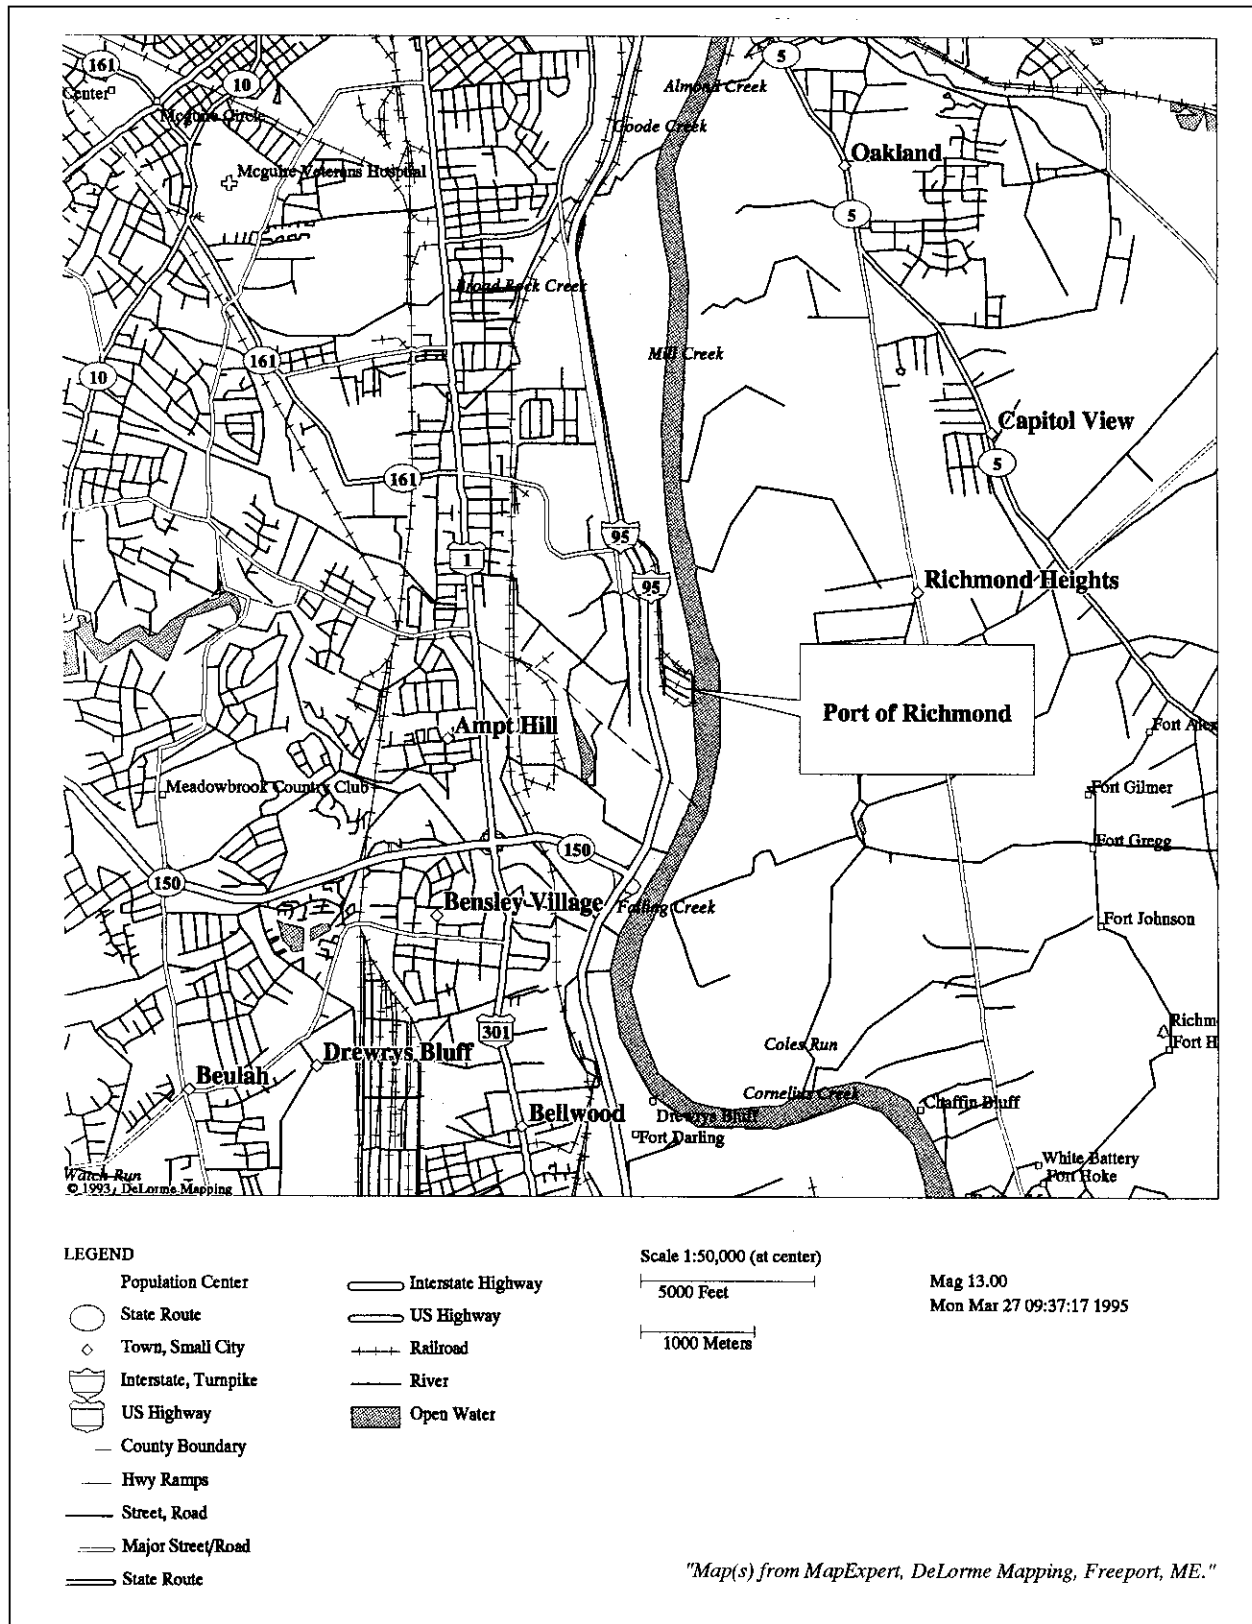 5
161
10
Center
Almond Creek
Mcguire Circle
Goode Creek
Oakland
Mcguire Veterans Hospital
5
Broad Rock Creek
Mill Creek
161
10
Capitol View
5
161
95
1
95
Richmond Heights
Port of Richmond
Ampt Hill
Fort Alex
Meadowbrook Country Club
Fort Gilmer
150
Fort Gregg
150
Bensley Village
Falling Creek
Fort Johnson
301
Richm
Coles Run
Fort H
Drewrys Bluff
Beulah
Cornelius Creek
Bellwood
Drewrys Bluff
Chaffin Bluff
Fort Darling
White Battery
Watch Run
Fort Hoke
© 1993, DeLorme Mapping
LEGEND
Population Center
State Route
Town, Small City
Interstate, Turnpike
US Highway
County Boundary
Hwy Ramps
Street, Road
Major Street/Road
State Route
Interstate Highway
US Highway
Railroad
River
Open Water
Scale 1:50,000 (at center)
5000 Feet
1000 Meters
Mag 13.00
Mon Mar 27 09:37:17 1995
"Map(s) from MapExpert, DeLorme Mapping, Freeport, ME."